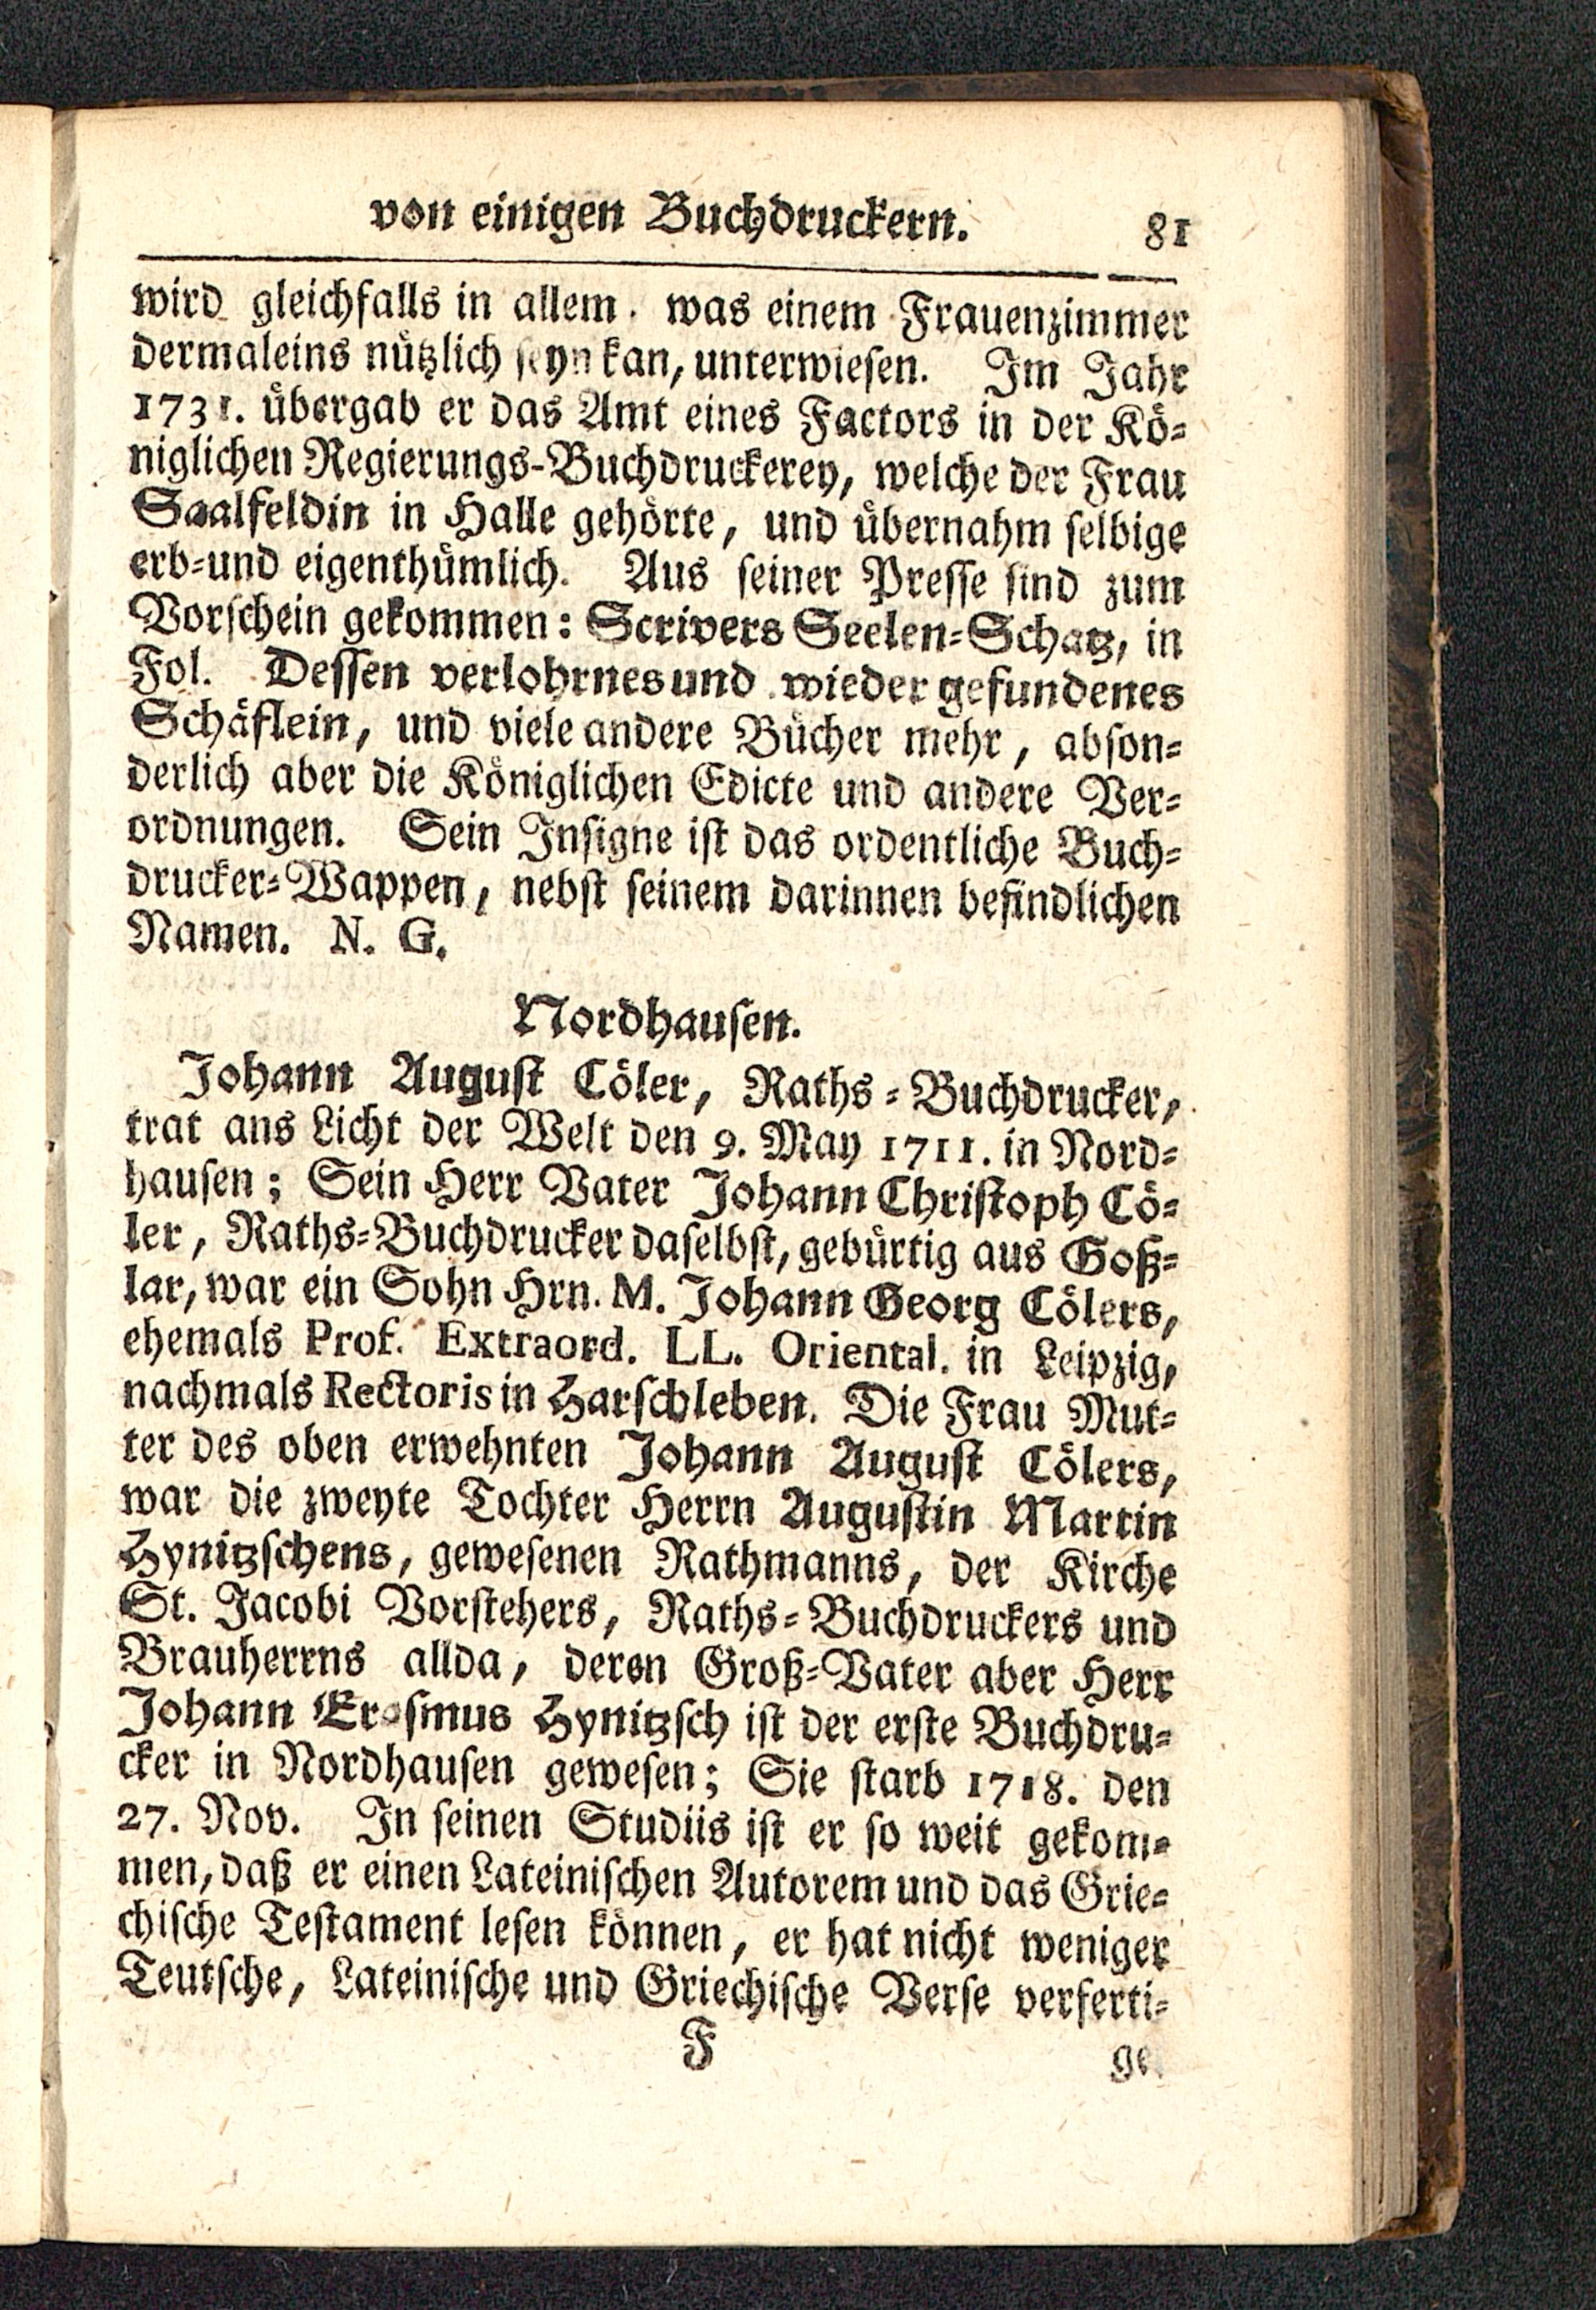 von einigen Buchdruckern. 81
wird gleichfalls in allem, was einem Frauenzimmer
dermaleins nützlich seyn kan, unterwiesen. Im Jahr
1731. übergab er das Amt eines Factors in der Kö-
niglichen Regierungs-Buchdruckerey, welche der Frau
Saalfeldin in Halle gehörte, und übernahm selbige
erb-und eigenthümlich. Aus seiner Presse sind zum
Vorschein gekommen: Scrivers Seelen-Schatz, in
Fol. Dessen verlohrnes und wieder gefundenes
Schäflein, und viele andere Bücher mehr, abson-
derlich aber die Königlichen Edicte und andere Ver-
ordnungen. Sein Insigne ist das ordentliche Buch-
drucker-Wappen, nebst seinem darinnen befindlichen
Namen. N. G.
Nordhausen.
Johann August Cöler, Raths-Buchdrucker,
trat ans Licht der Welt den 9. May 1711. in Nord-
hausen; Sein Herr Vater Johann Christoph Cö-
ler, Raths-Buchdrucker daselbst, gebürtig aus Goß-
lar, war ein Sohn Hrn. M. Johann Georg Cölers,
ehemals Prof. Extraord. LL. Oriental. in Leipzig,
nachmals Rectoris in Harschleben. Die Frau Mut-
ter des oben erwehnten Johann August Cölers,
war die zweyte Tochter Herrn Augustin Martin
Hynitzschens, gewesenen Rathmanns, der Kirche
St. Jacobi Vorstehers, Raths-Buchdruckers und
Brauherrns allda, deren Groß-Vater aber Herr
Johann Erasmus Hynitzsch ist der erste Buchdru-
cker in Nordhausen gewesen; Sie starb 1718. den
27. Nov. In seinen Studiis ist er so weit gekom-
men, daß er einen Lateinischen Autorem und das Grie-
chische Testament lesen können, er hat nicht weniger
Teutsche, Lateinische und Griechische Verse verferti-
F ge-